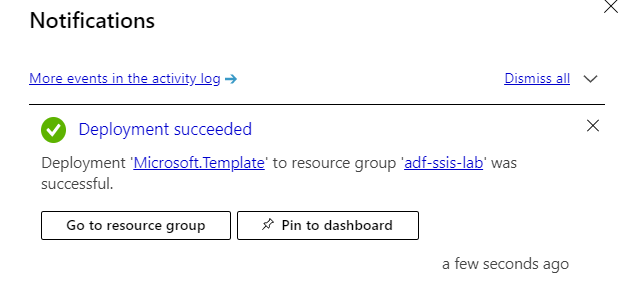 Notifications
More events in the activity log → Dismiss all
Deployment succeeded
Deployment 'Microsoft.Template' to resource group 'adf-ssis-lab' was
successful.
Go to resource group Pin to dashboard
a few seconds ago